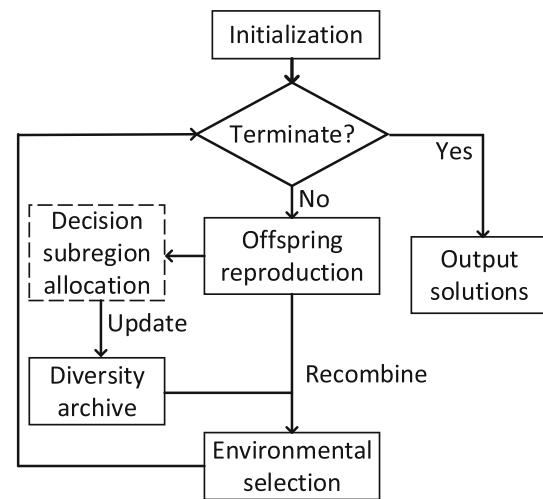 Initialization
Terminate?
Yes
No
Decision
subregion
allocation
Offspring
reproduction
Output
solutions
Update
Diversity
archive
Recombine
Environmental
selection